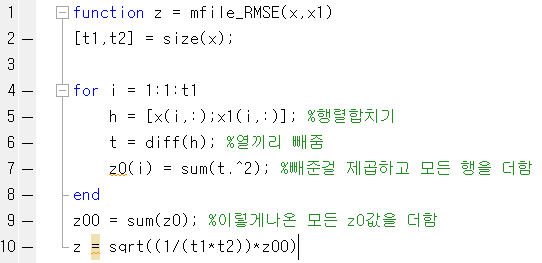 1 function z = mfile_RMSE(x,x1)
2 — [t1,t2] = size(x);
3
4 — for i = 1:1:t1
5 — h = [x(i,:);x1(i,:)]; %행렬합치기
6 — t = diff(h); %열끼리 빼줌
7 — z0(i) = sum(t.^2); %빼준걸 제곱하고 모든 행을 더함
8 — end
9 — z00 = sum(z0); %이렇게나온 모든 z0값을 더함
10 — z = sqrt((1/(t1*t2))*z00)